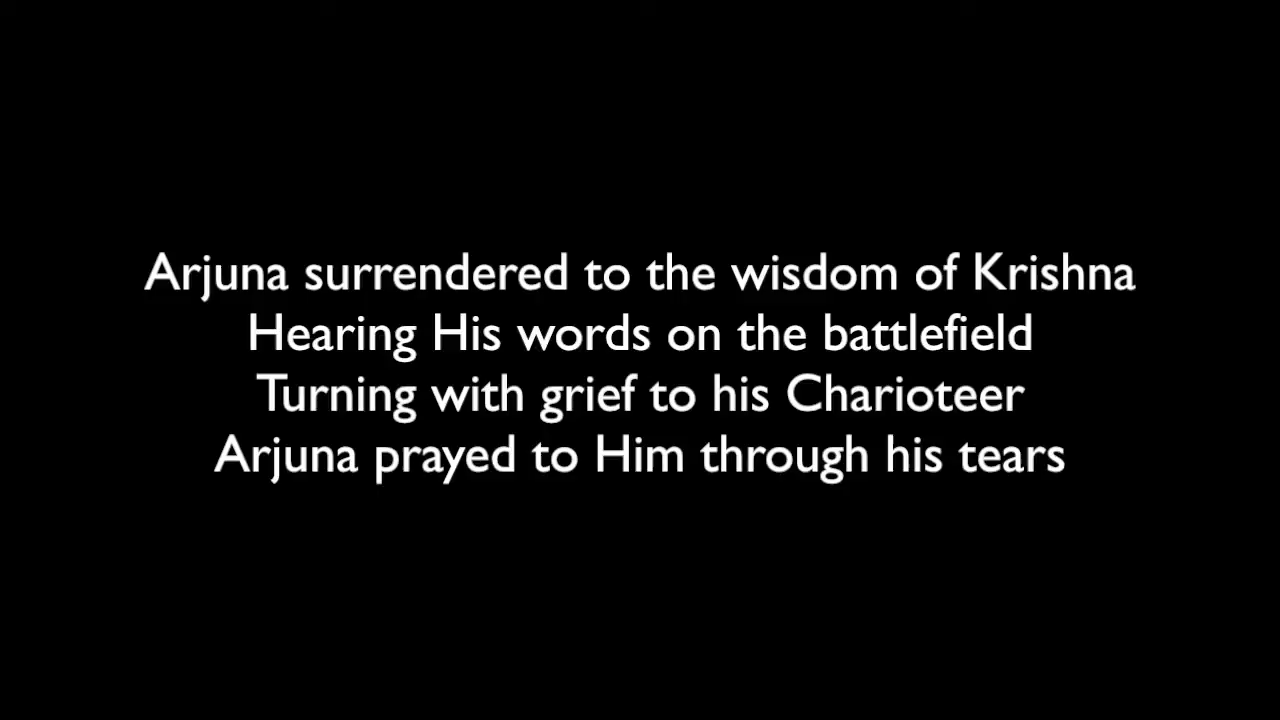 Arjuna surrendered to the wisdom of Krishna
Hearing His words on the battlefield
Turning with grief to his Charioteer
Arjuna prayed to Him through his tears